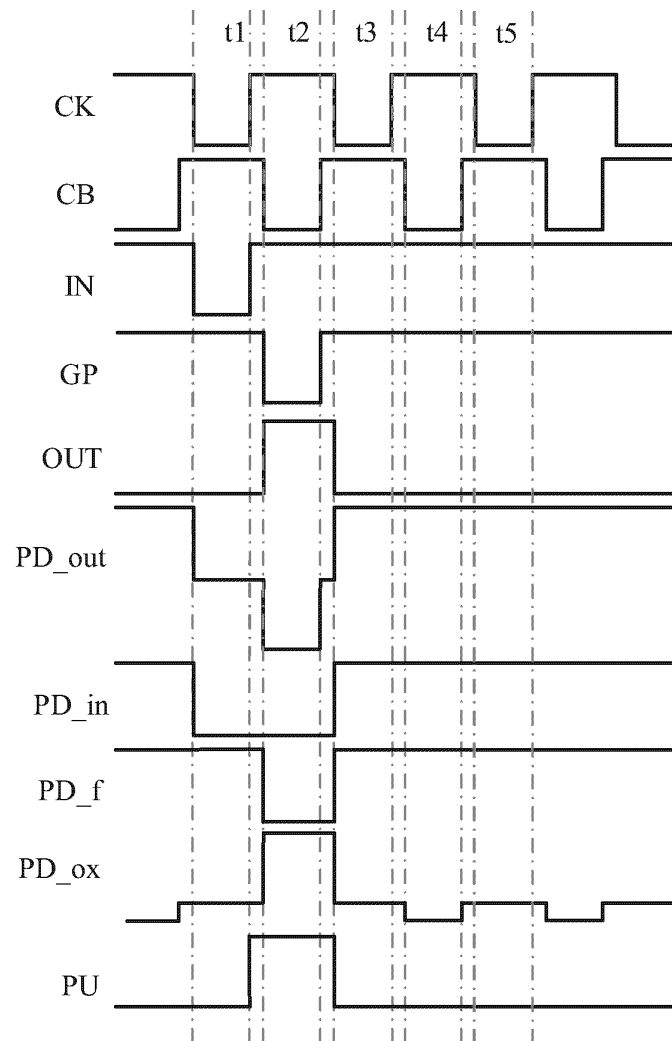 t1 t2 t3 t4 t5
CK
CB
IN
GP
OUT
PD_out
PD_in
PD_f
PD_ox
PU